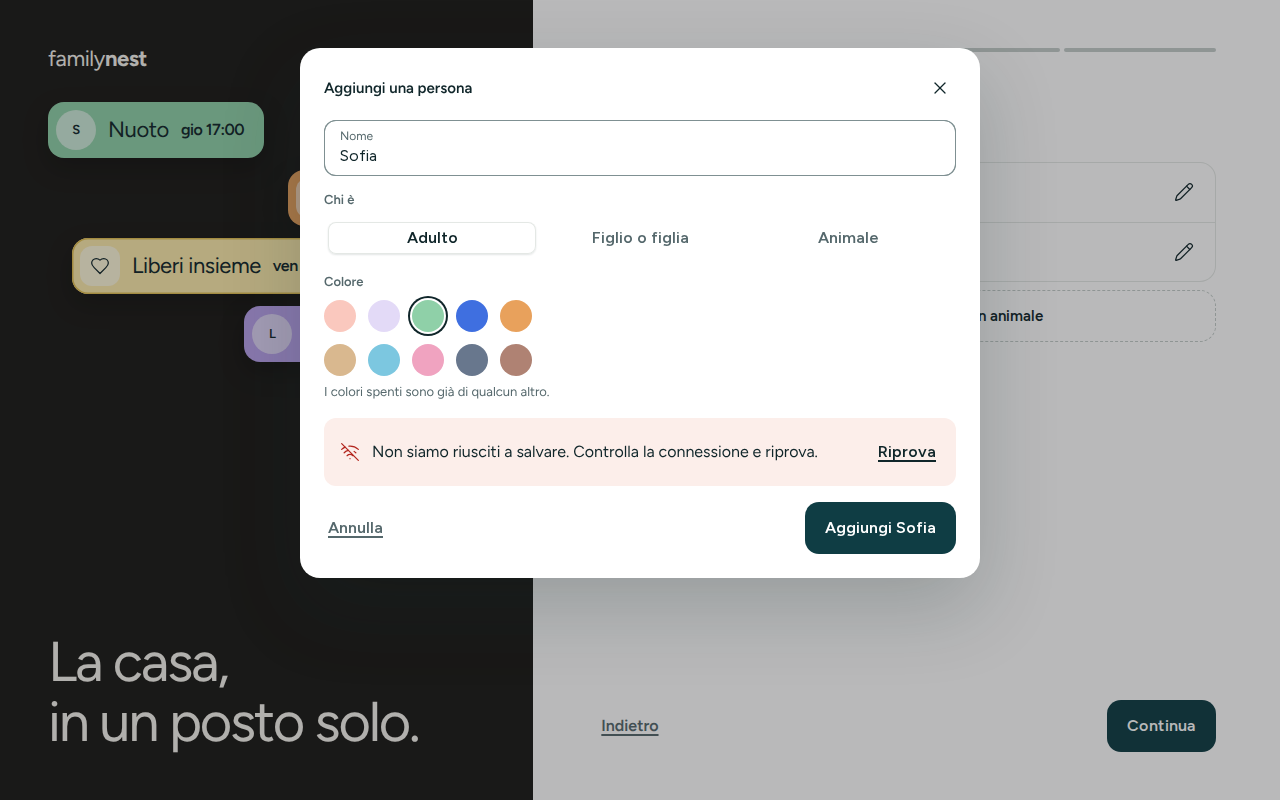 familynest
S Nuoto gio 17:00
Liberi insieme ven
L
La casa,
in un posto solo.
Aggiungi una persona
Nome
Sofia
Chi è
Adulto Figlio o figlia Animale
Colore
I colori spenti sono già di qualcun altro.
Non siamo riusciti a salvare. Controlla la connessione e riprova. Riprova
Annulla Aggiungi Sofia
animale
Indietro Continua